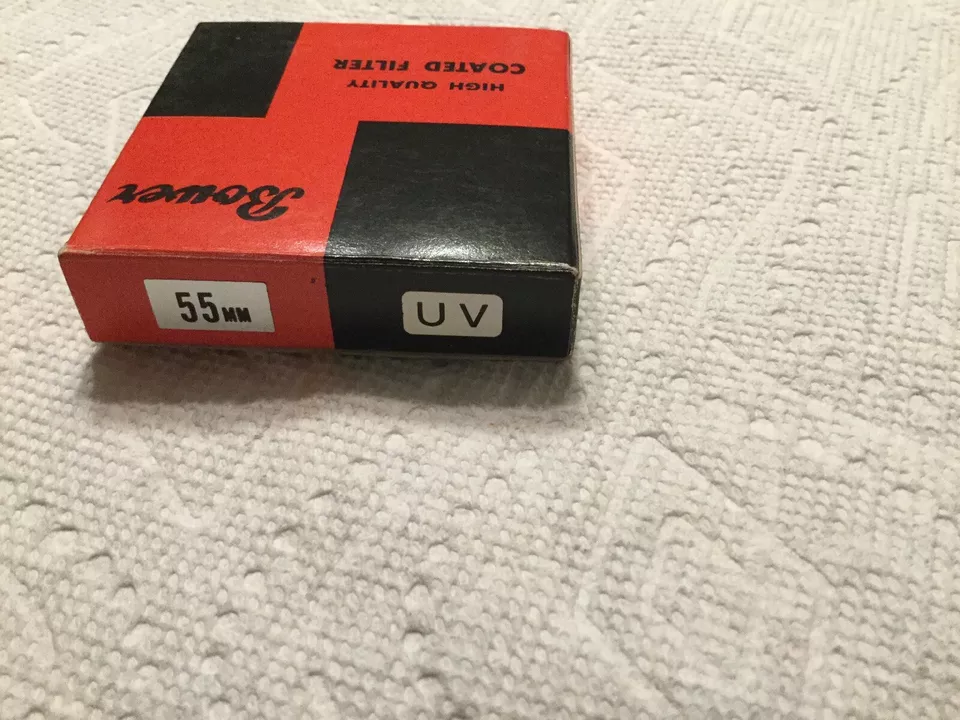 HIGH QUALITY
COATED FILTER
Bower
55MM
UV